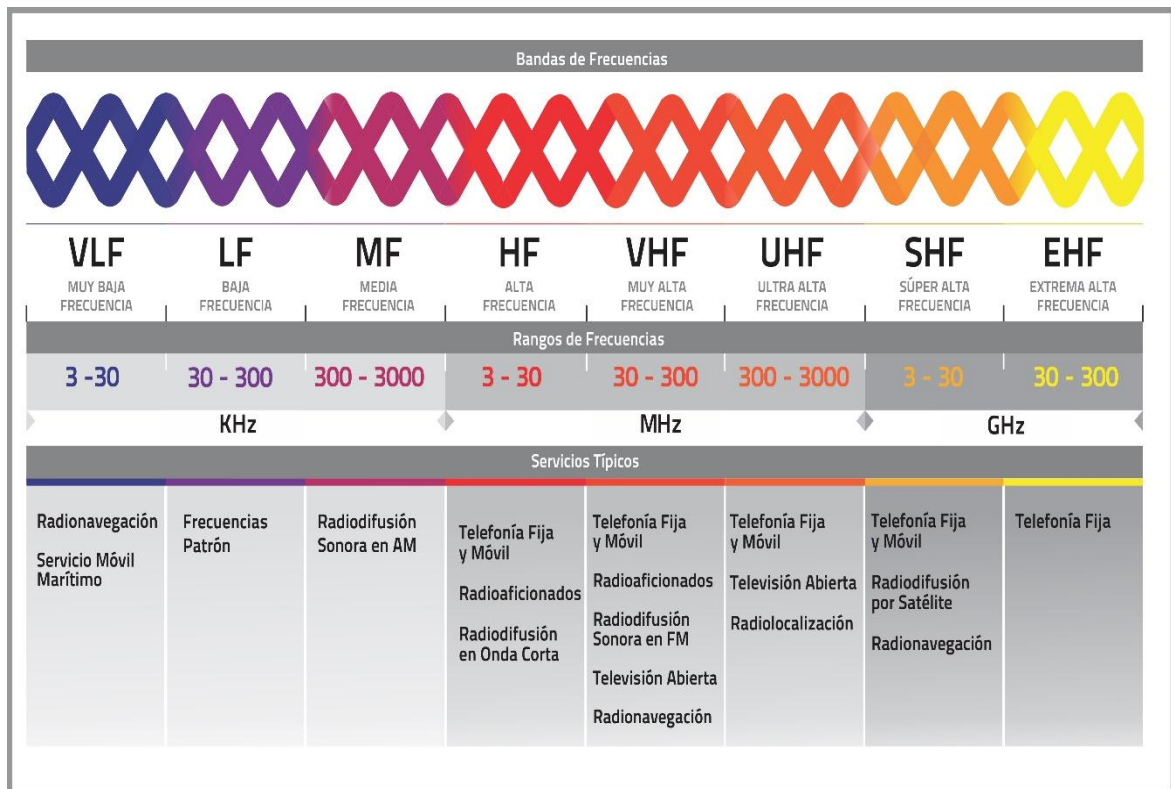 Bandas de Frecuencias
VLF LF MF HF VHF UHF SHF EHF
MUY BAJA FRECUENCIA
BAJA FRECUENCIA
MEDIA FRECUENCIA
ALTA FRECUENCIA
MUY ALTA FRECUENCIA
ULTRA ALTA FRECUENCIA
SÚPER ALTA FRECUENCIA
EXTREMA ALTA FRECUENCIA
Rangos de Frecuencias
3 -30 30 - 300 300 - 3000 3 - 30 30 - 300 300 - 3000 3 - 30 30 - 300
KHz MHz GHz
Servicios Típicos
Radionavegación
Servicio Móvil
Marítimo
Frecuencias
Patrón
Radiodifusión
Sonora en AM
Telefonía Fija
y Móvil
Radioaficionados
Radiodifusión
en Onda Corta
Telefonía Fija
y Móvil
Radioaficionados
Radiodifusión
Sonora en FM
Televisión Abierta
Radionavegación
Telefonía Fija
y Móvil
Televisión Abierta
Radiolocalización
Telefonía Fija
y Móvil
Radiodifusión
por Satélite
Radionavegación
Telefonía Fija